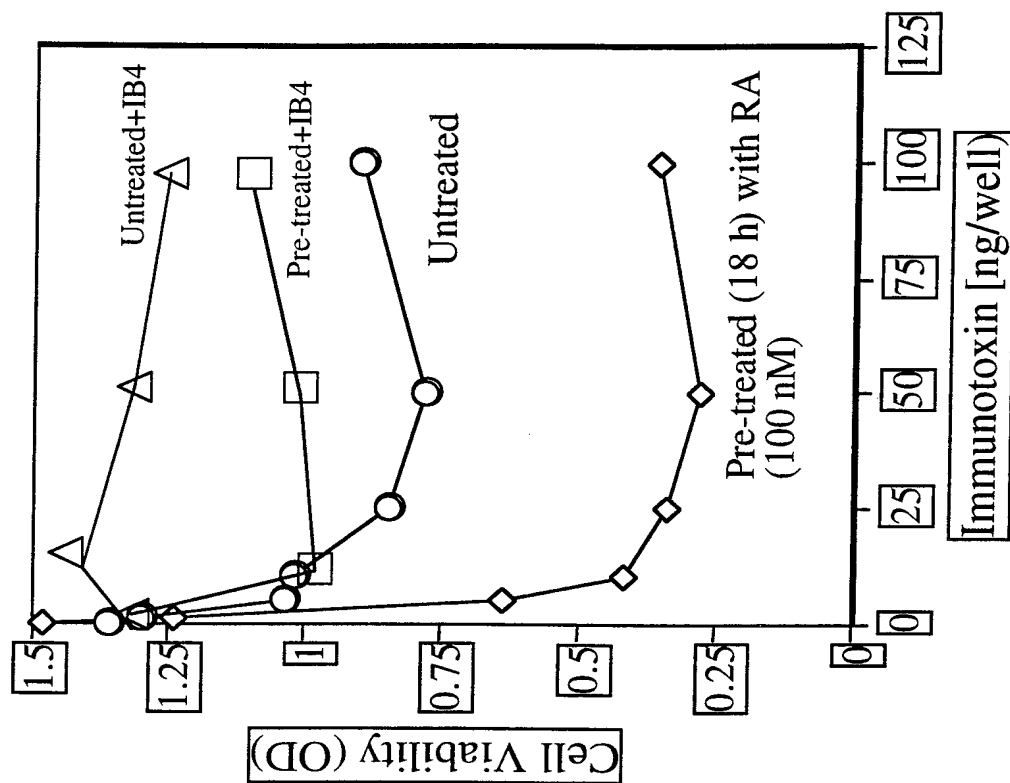 Cell Viability (OD)
1.5
1.25
1
0.75
0.5
0.25
0
Untreated+IB4
Pre-treated+IB4
Untreated
Pre-treated (18 h) with RA
(100 nM)
0
25
50
75
100
125
Immunotoxin [ng/well)